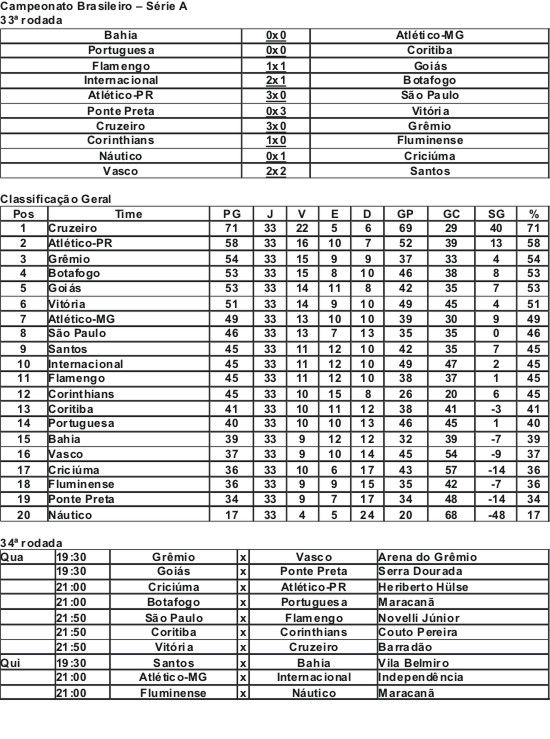 Campeonato Brasileiro – Série A
33ª rodada
Bahia 0x0 Atlético-MG
Portuguesa 0x0 Coritiba
Flamengo 1x1 Goiás
Internacional 2x1 Botafogo
Atlético-PR 3x0 São Paulo
Ponte Preta 0x3 Vitória
Cruzeiro 3x0 Grêmio
Corinthians 1x0 Fluminense
Náutico 0x1 Criciúma
Vasco 2x2 Santos
Classificação Geral
Pos Time PG J V E D GP GC SG %
1 Cruzeiro 71 33 22 5 6 69 29 40 71
2 Atlético-PR 58 33 16 10 7 52 39 13 58
3 Grêmio 54 33 15 9 9 37 33 4 54
4 Botafogo 53 33 15 8 10 46 38 8 53
5 Goiás 53 33 14 11 8 42 35 7 53
6 Vitória 51 33 14 9 10 49 45 4 51
7 Atlético-MG 49 33 13 10 10 39 30 9 49
8 São Paulo 46 33 13 7 13 35 35 0 46
9 Santos 45 33 11 12 10 42 35 7 45
10 Internacional 45 33 11 12 10 49 47 2 45
11 Flamengo 45 33 11 12 10 38 37 1 45
12 Corinthians 45 33 10 15 8 26 20 6 45
13 Coritiba 41 33 10 11 12 38 41 -3 41
14 Portuguesa 40 33 10 10 13 46 45 1 40
15 Bahia 39 33 9 12 12 32 39 -7 39
16 Vasco 37 33 9 10 14 45 54 -9 37
17 Criciúma 36 33 10 6 17 43 57 -14 36
18 Fluminense 36 33 9 9 15 35 42 -7 36
19 Ponte Preta 34 33 9 7 17 34 48 -14 34
20 Náutico 17 33 4 5 24 20 68 -48 17
34ª rodada
Qua 19:30 Grêmio x Vasco Arena do Grêmio
19:30 Goiás x Ponte Preta Serra Dourada
21:00 Criciúma x Atlético-PR Heriberto Hülse
21:00 Botafogo x Portuguesa Maracanã
21:50 São Paulo x Flamengo Novelli Júnior
21:50 Coritiba x Corinthians Couto Pereira
21:50 Vitória x Cruzeiro Barradão
Qui 19:30 Santos x Bahia Vila Belmiro
21:00 Atlético-MG x Internacional Independência
21:00 Fluminense x Náutico Maracanã